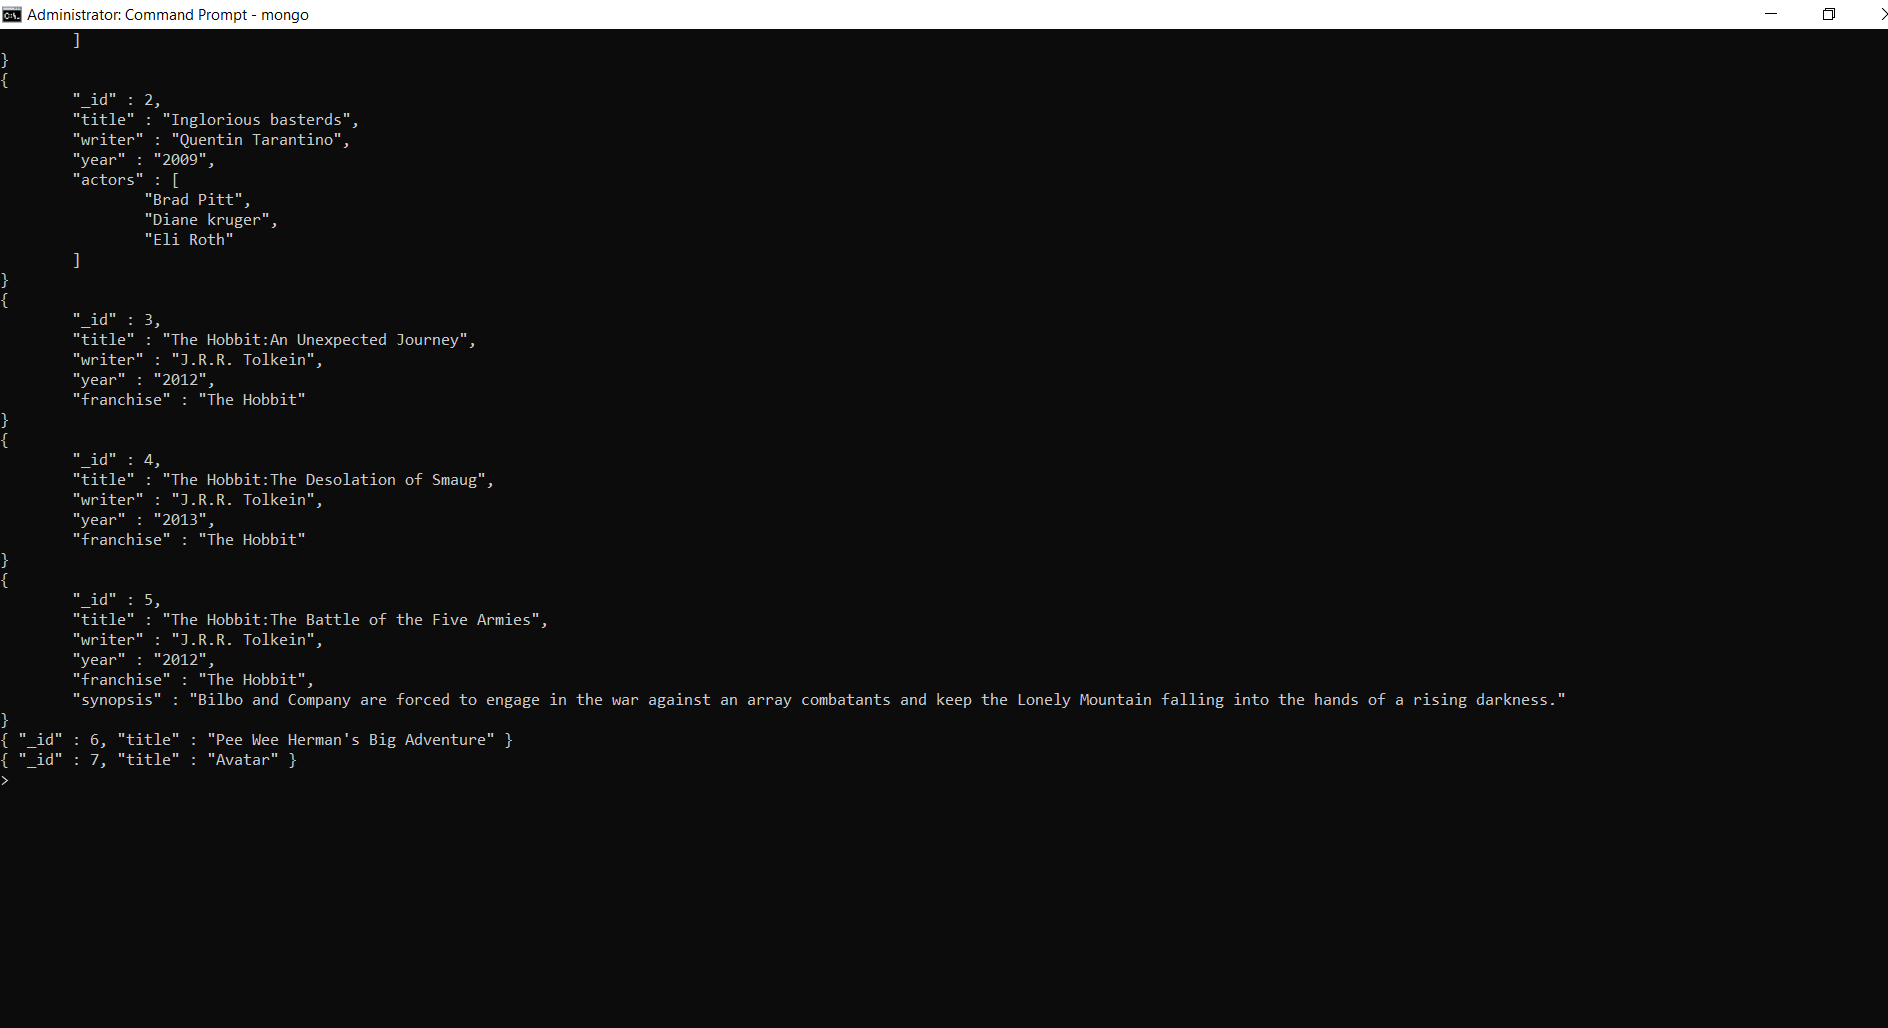 Administrator: Command Prompt - mongo
        ]
}
{
        "_id" : 2,
        "title" : "Inglorious basterds",
        "writer" : "Quentin Tarantino",
        "year" : "2009",
        "actors" : [
                "Brad Pitt",
                "Diane kruger",
                "Eli Roth"
        ]
}
{
        "_id" : 3,
        "title" : "The Hobbit:An Unexpected Journey",
        "writer" : "J.R.R. Tolkein",
        "year" : "2012",
        "franchise" : "The Hobbit"
}
{
        "_id" : 4,
        "title" : "The Hobbit:The Desolation of Smaug",
        "writer" : "J.R.R. Tolkein",
        "year" : "2013",
        "franchise" : "The Hobbit"
}
{
        "_id" : 5,
        "title" : "The Hobbit:The Battle of the Five Armies",
        "writer" : "J.R.R. Tolkein",
        "year" : "2012",
        "franchise" : "The Hobbit",
        "synopsis" : "Bilbo and Company are forced to engage in the war against an array combatants and keep the Lonely Mountain falling into the hands of a rising darkness."
}
{ "_id" : 6, "title" : "Pee Wee Herman's Big Adventure" }
{ "_id" : 7, "title" : "Avatar" }
>